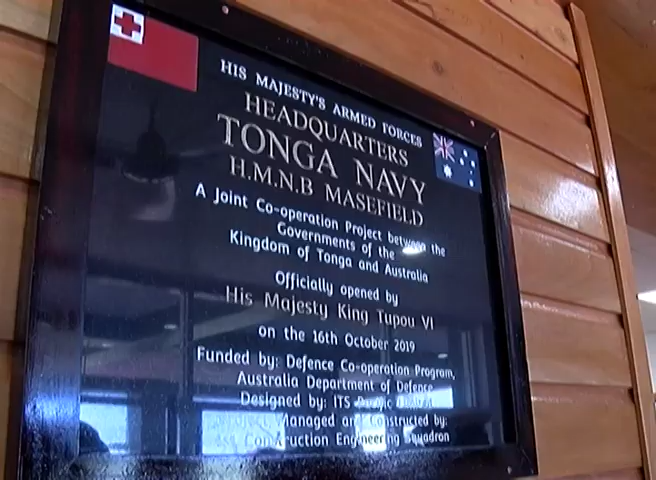 HIS MAJESTY'S ARMED FORCES
HEADQUARTERS
TONGA NAVY
H.M.N.B MASEFIELD
A Joint Co-operation Project between the
Governments of the
Kingdom of Tonga and Australia
Officially opened by
His Majesty King Tupou VI
on the 16th October 2019
Funded by: Defence Co-operation Program,
Australia Department of Defence
Designed by: ITS
Managed and Constructed by:
Construction Engineering Squadron